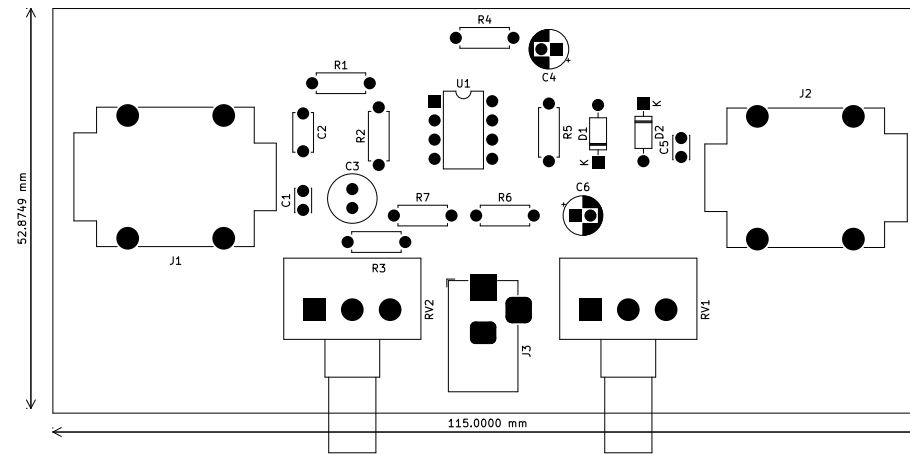 R4
C4
+
R1
U1
K
J2
C2
R2
R5
D1
D2
C5
K
C3
C1
C6
+
R7
R6
52.8749 mm
J1
R3
RV2
RV1
J3
115.0000 mm